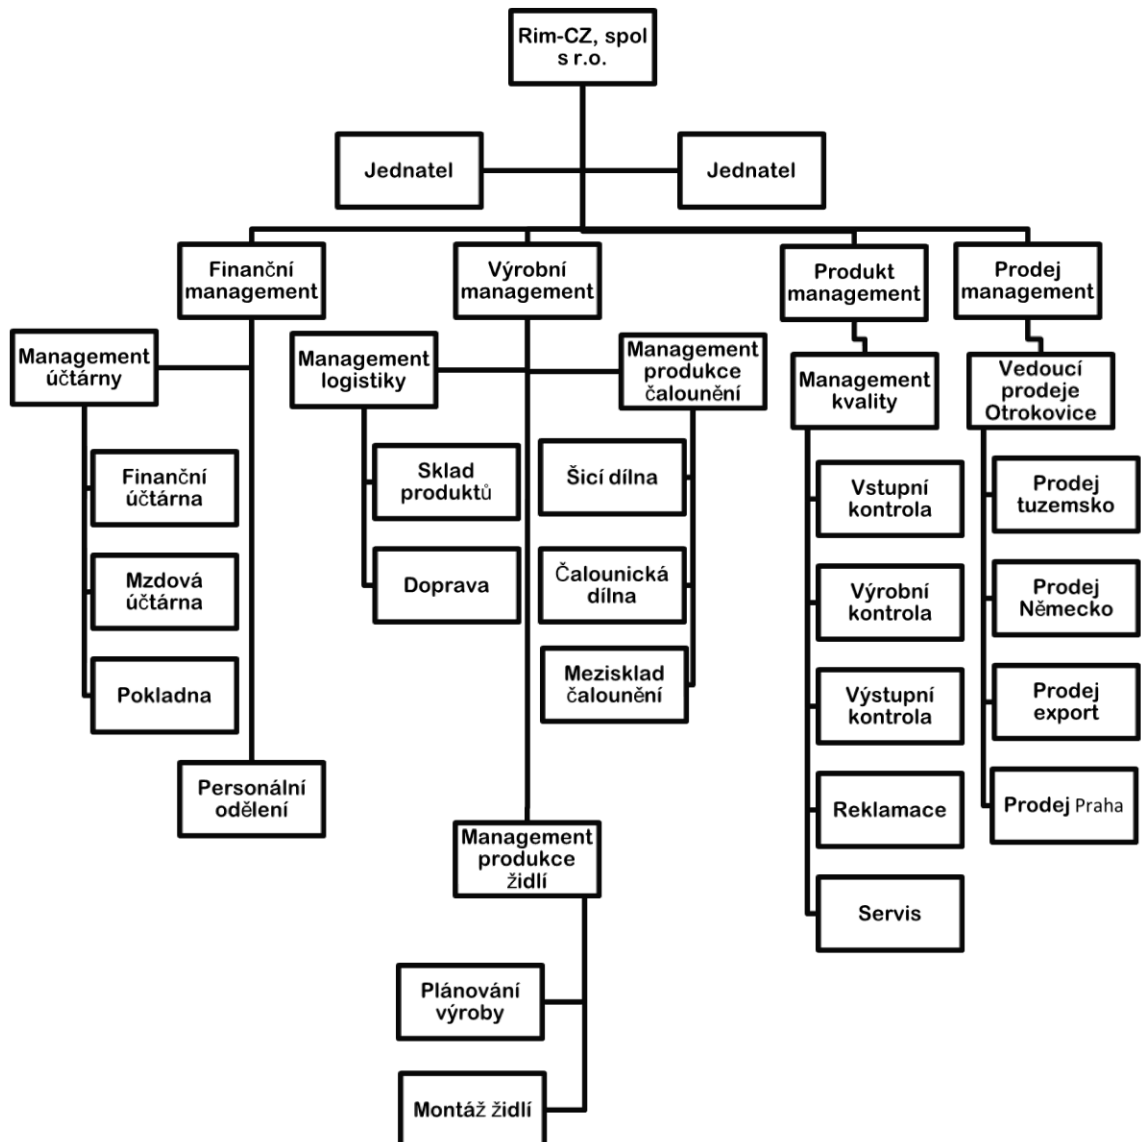 Rim-CZ, spol
s r.o.
Jednatel
Jednatel
Finanční
management
Výrobní
management
Produkt
management
Prodej
management
Management
účtárny
Management
logistiky
Management
produkce
čalounění
Management
kvality
Vedoucí
prodeje
Otrokovice
Finanční
účtárna
Mzdová
účtárna
Pokladna
Personální
odělení
Sklad
produktů
Doprava
Šicí dílna
Čalounická
dílna
Mezisklad
čalounění
Management
produkce
židlí
Plánování
výroby
Montáž židlí
Vstupní
kontrola
Výrobní
kontrola
Výstupní
kontrola
Reklamace
Servis
Prodej
tuzemsko
Prodej
Německo
Prodej
export
Prodej Praha